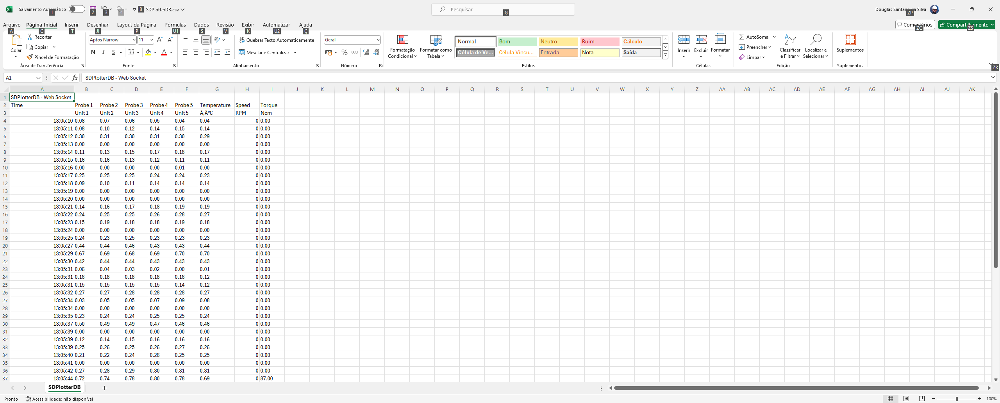 Salvamento Automático SDPlotterDB.csv Pesquisar Douglas Santana da Silva
1 2 3 4 B G ZP
Arquivo Página Inicial Inserir Desenhar Layout da Página Fórmulas Dados Revisão Exibir Automatizar Ajuda Comentários Compartilhamento
A C T JI P U1 S V K U2 Ç ZC ZS
Colar
Recortar
Copiar
Pincel de Formatação
Área de Transferência
Aptos Narrow 11
N I S
Fonte
Quebrar Texto Automaticamente
Mesclar e Centralizar
Alinhamento
Geral
% 000
Número
Formatação Condicional
Formatar como Tabela
Normal Bom Neutro Ruim Cálculo
Célula de Ve... Célula Vincu... Entrada Nota Saída
Estilos
Inserir Excluir Formatar
Células
AutoSoma
Preencher
Limpar
Classificar e Filtrar
Localizar e Selecionar
Edição
Suplementos
Suplementos
ZR
A1 fx SDPlotterDB - Web Socket
A B C D E F G H I J K L M N O P Q R S T U V W X Y Z AA AB AC AD AE AF AG AH AI AJ AK
1 SDPlotterDB - Web Socket
2 Time Probe 1 Probe 2 Probe 3 Probe 4 Probe 5 Temperature Speed Torque
3 Unit 1 Unit 2 Unit 3 Unit 4 Unit 5 Ã‚ÂºC RPM Ncm
4 13:05:10 0.08 0.07 0.06 0.05 0.04 0.04 0 0.00
5 13:05:11 0.08 0.10 0.12 0.14 0.15 0.14 0 0.00
6 13:05:12 0.30 0.31 0.30 0.31 0.30 0.29 0 0.00
7 13:05:13 0.00 0.00 0.00 0.00 0.00 0.00 0 0.00
8 13:05:14 0.11 0.13 0.15 0.17 0.18 0.17 0 0.00
9 13:05:15 0.16 0.16 0.13 0.12 0.11 0.11 0 0.00
10 13:05:16 0.00 0.00 0.00 0.00 0.01 0.00 0 0.00
11 13:05:17 0.25 0.25 0.25 0.24 0.24 0.23 0 0.00
12 13:05:18 0.09 0.10 0.11 0.14 0.14 0.14 0 0.00
13 13:05:19 0.00 0.00 0.00 0.00 0.00 0.00 0 0.00
14 13:05:20 0.00 0.00 0.00 0.00 0.00 0.00 0 0.00
15 13:05:21 0.14 0.16 0.17 0.18 0.19 0.19 0 0.00
16 13:05:22 0.24 0.25 0.25 0.26 0.28 0.27 0 0.00
17 13:05:23 0.15 0.19 0.18 0.18 0.19 0.18 0 0.00
18 13:05:24 0.00 0.00 0.00 0.00 0.00 0.00 0 0.00
19 13:05:25 0.24 0.23 0.25 0.23 0.23 0.23 0 0.00
20 13:05:27 0.44 0.44 0.46 0.43 0.43 0.44 0 0.00
21 13:05:29 0.67 0.69 0.68 0.69 0.70 0.70 0 0.00
22 13:05:30 0.42 0.44 0.44 0.43 0.43 0.43 0 0.00
23 13:05:31 0.06 0.04 0.03 0.02 0.00 0.01 0 0.00
24 13:05:31 0.16 0.18 0.18 0.18 0.16 0.12 0 0.00
25 13:05:31 0.15 0.15 0.15 0.15 0.14 0.12 0 0.00
26 13:05:32 0.27 0.27 0.28 0.28 0.28 0.27 0 0.00
27 13:05:34 0.03 0.05 0.05 0.07 0.09 0.08 0 0.00
28 13:05:34 0.00 0.00 0.00 0.00 0.00 0.00 0 0.00
29 13:05:35 0.23 0.24 0.24 0.25 0.25 0.24 0 0.00
30 13:05:37 0.50 0.49 0.49 0.47 0.46 0.46 0 0.00
31 13:05:39 0.00 0.00 0.00 0.00 0.00 0.00 0 0.00
32 13:05:39 0.12 0.14 0.15 0.16 0.16 0.16 0 0.00
33 13:05:39 0.25 0.26 0.25 0.26 0.27 0.26 0 0.00
34 13:05:40 0.21 0.22 0.24 0.26 0.25 0.25 0 0.00
35 13:05:41 0.00 0.00 0.00 0.00 0.00 0.00 0 0.00
36 13:05:42 0.27 0.28 0.29 0.30 0.31 0.31 0 0.00
37 13:05:44 0.72 0.74 0.78 0.80 0.78 0.69 0 87.00
SDPlotterDB
Pronto Acessibilidade: não disponível 100%